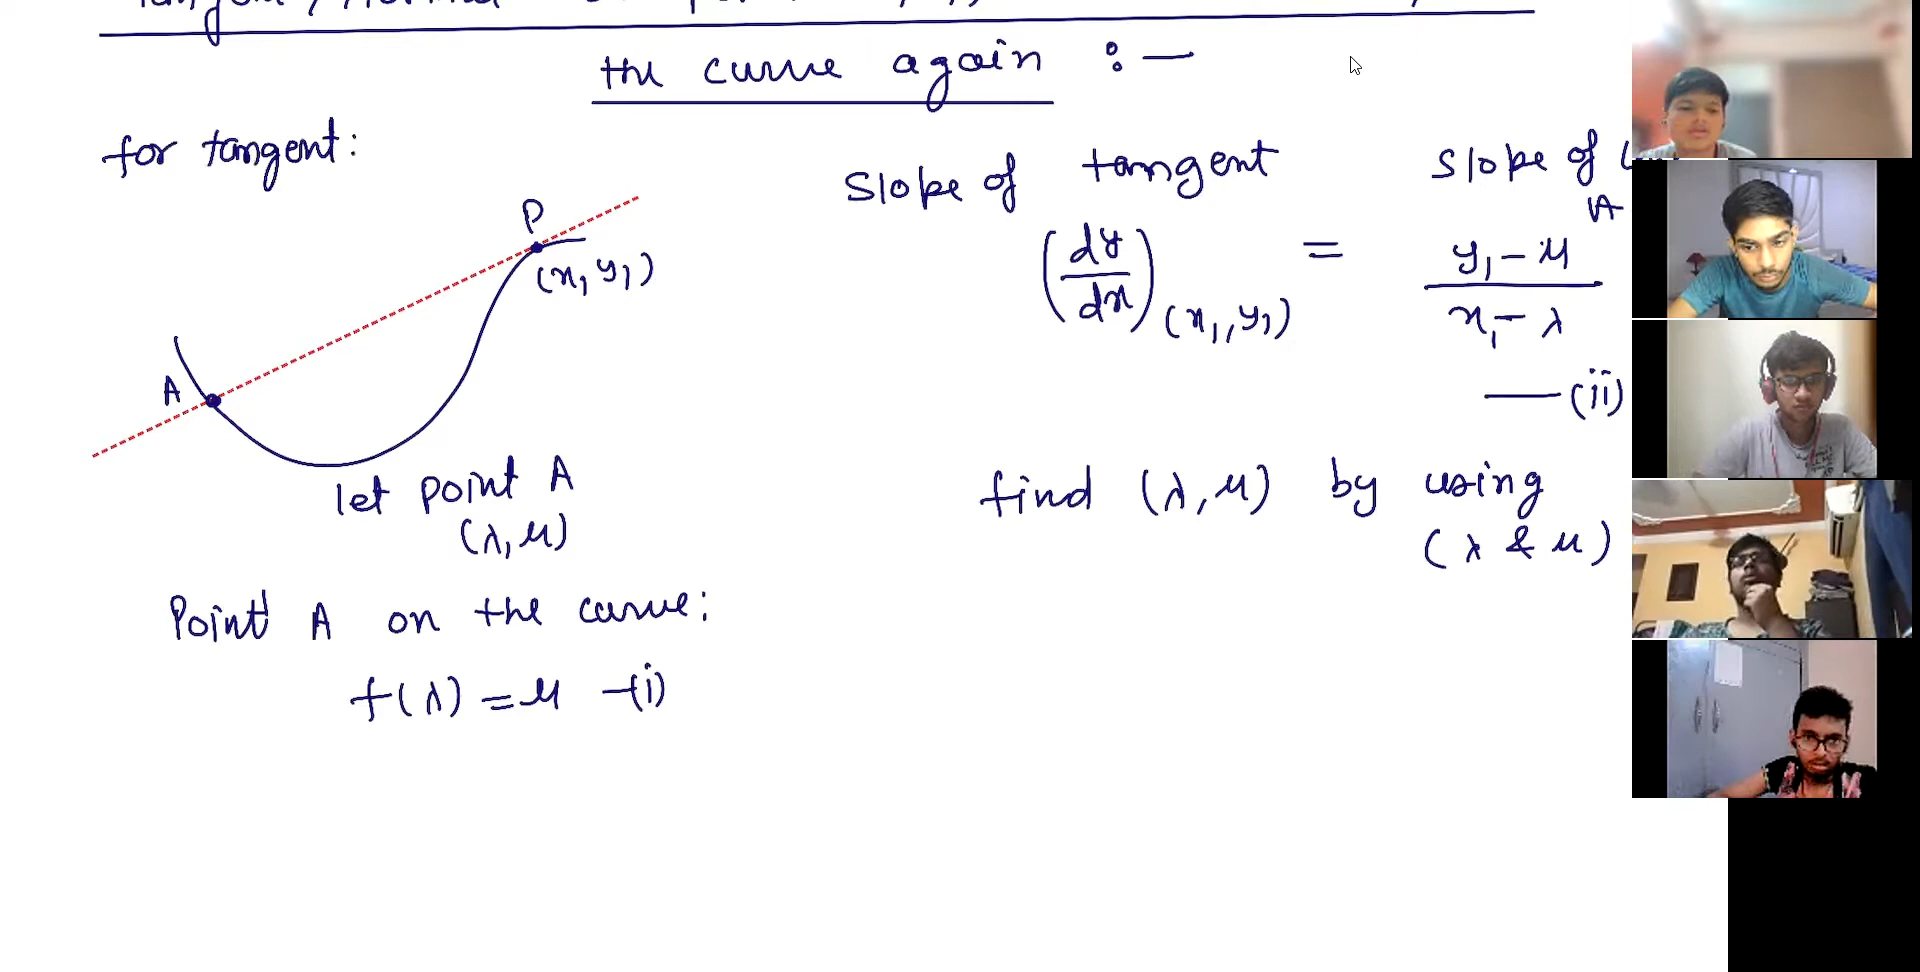 the curve again :-
for tangent:
Slope of tangent
Slope of
P
(x1, y1)
(dy/dx)(x1, y1) = y1 - μ / x1 - λ
A
—(ii)
let point A
(λ, μ)
find (λ, μ) by using
(λ & μ)
Point A on the curve:
f(λ) = μ -(i)